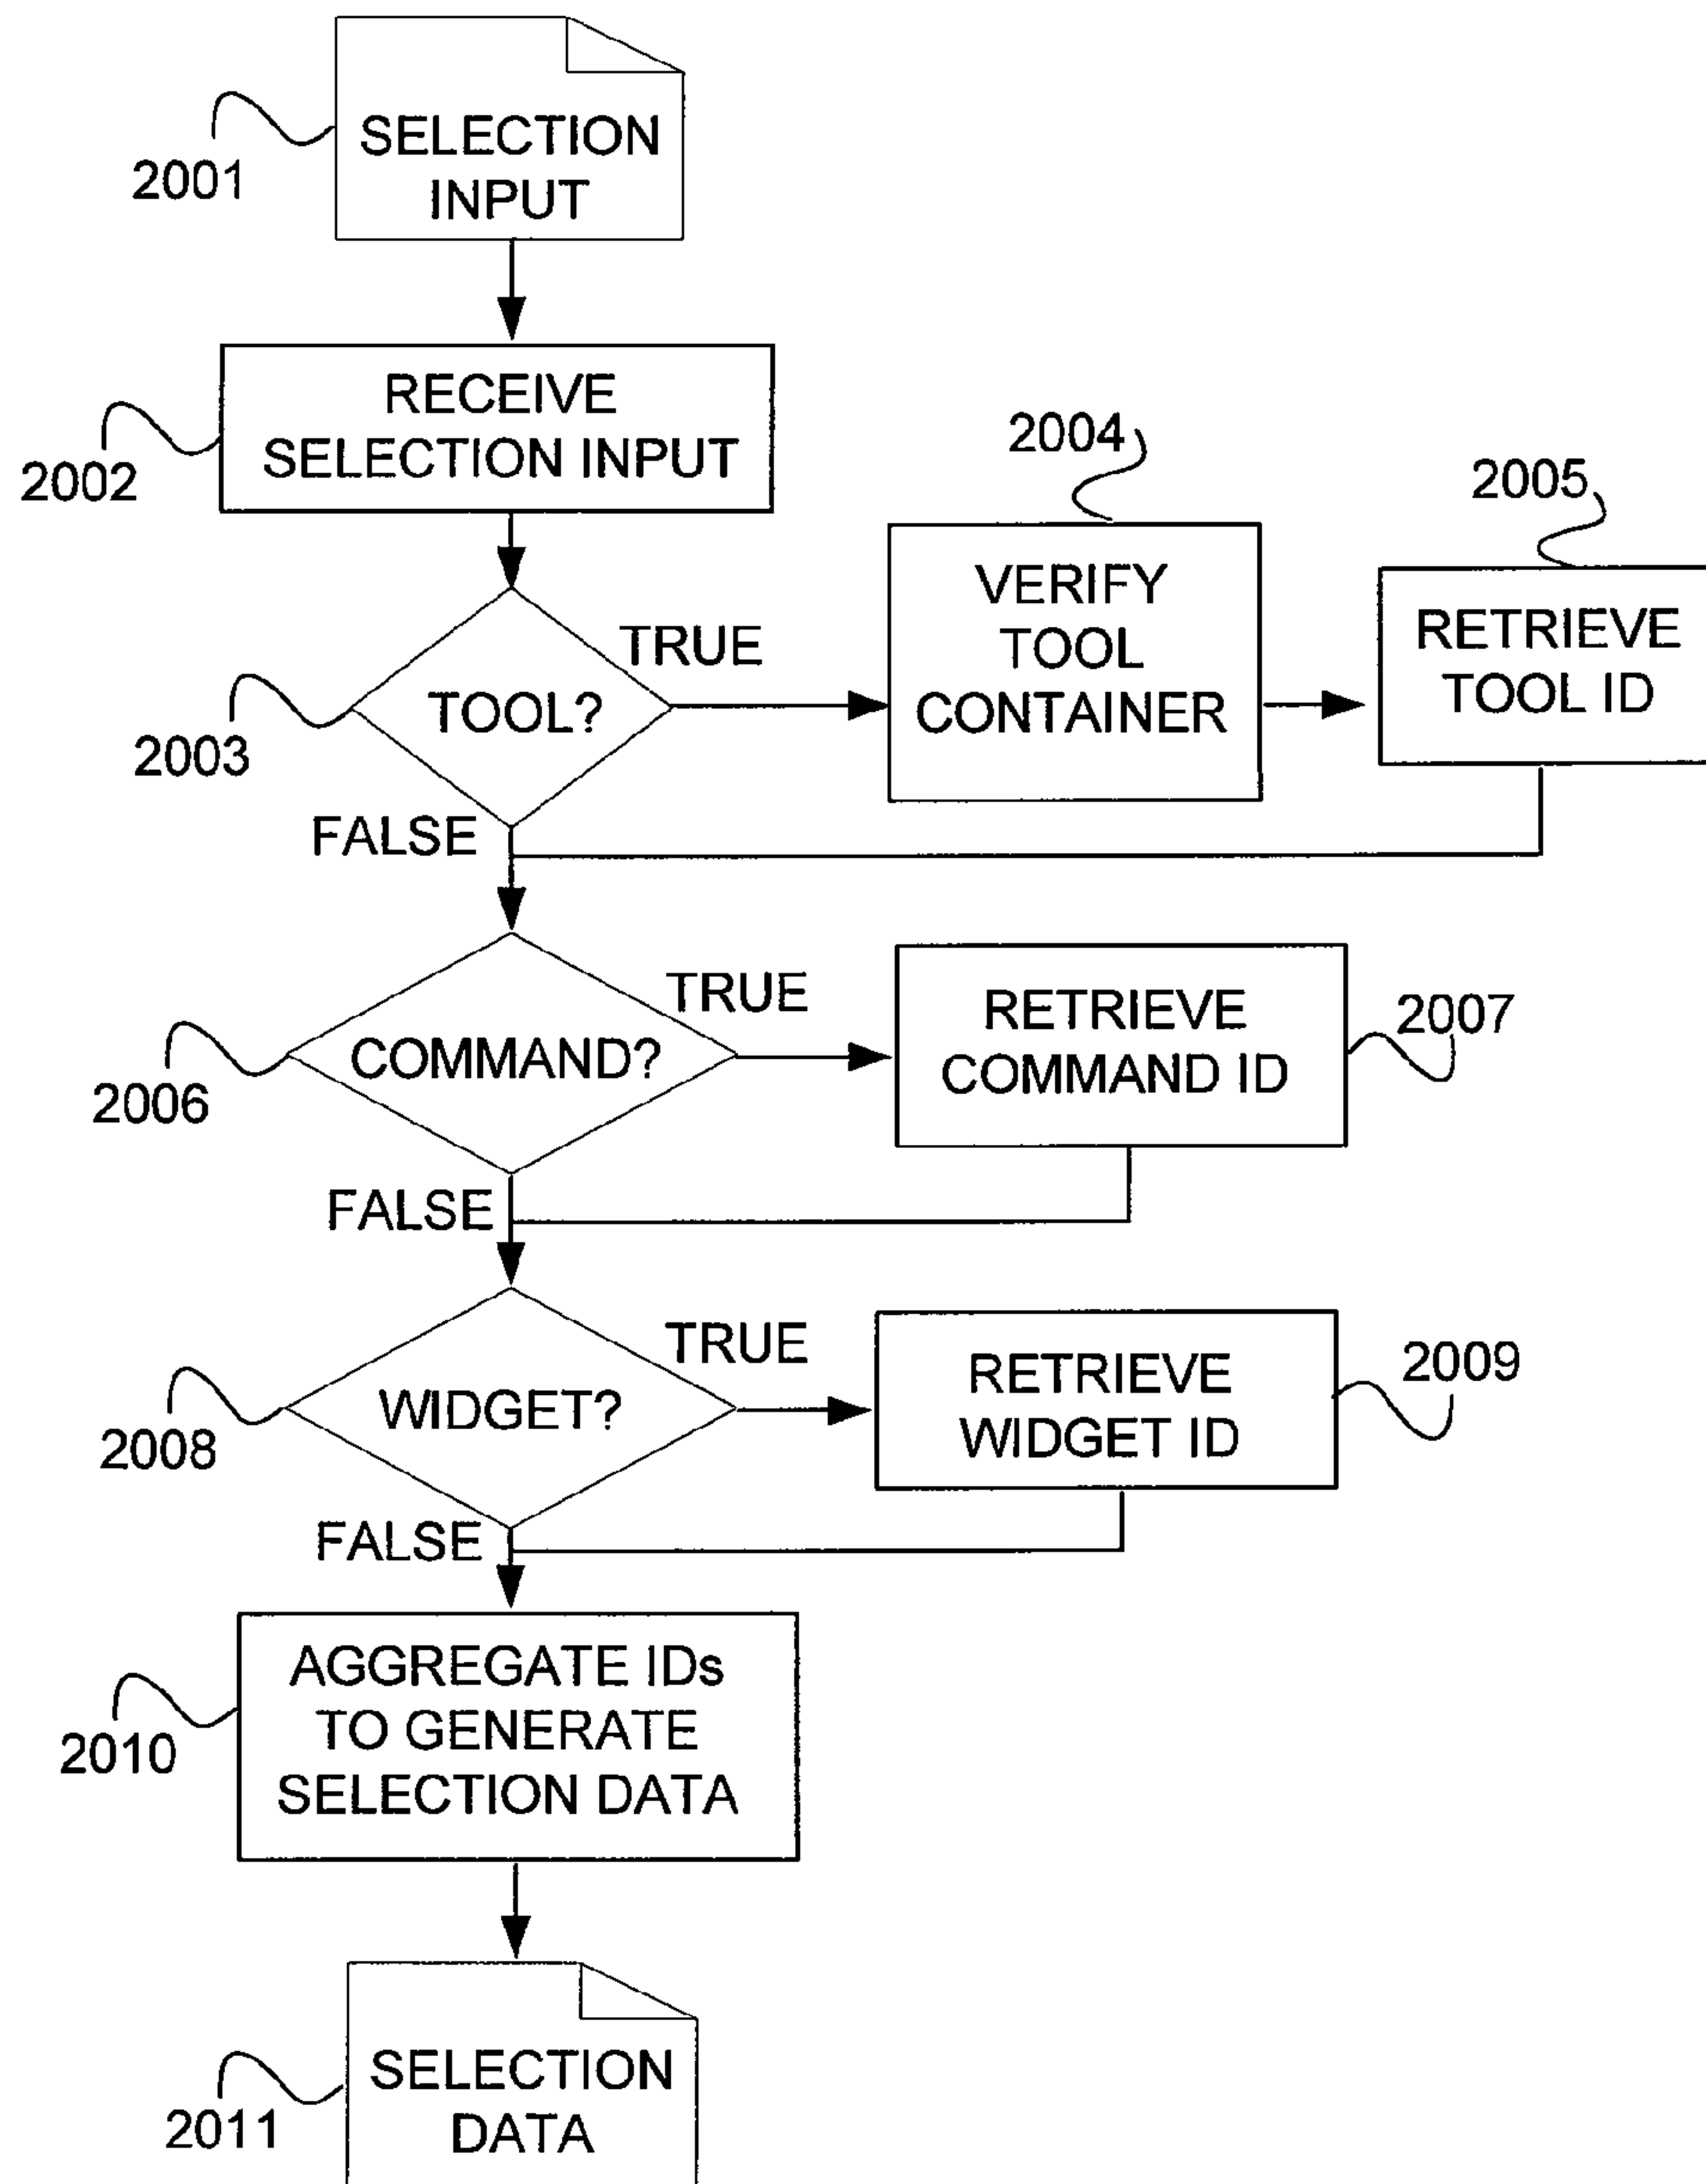 SELECTION
INPUT
2001
RECEIVE
SELECTION INPUT
2002
2004
2005
VERIFY
TOOL
CONTAINER
RETRIEVE
TOOL ID
TRUE
TOOL?
2003
FALSE
TRUE
COMMAND?
2006
RETRIEVE
COMMAND ID
2007
FALSE
TRUE
WIDGET?
2008
RETRIEVE
WIDGET ID
2009
FALSE
AGGREGATE IDs
TO GENERATE
SELECTION DATA
2010
SELECTION
DATA
2011